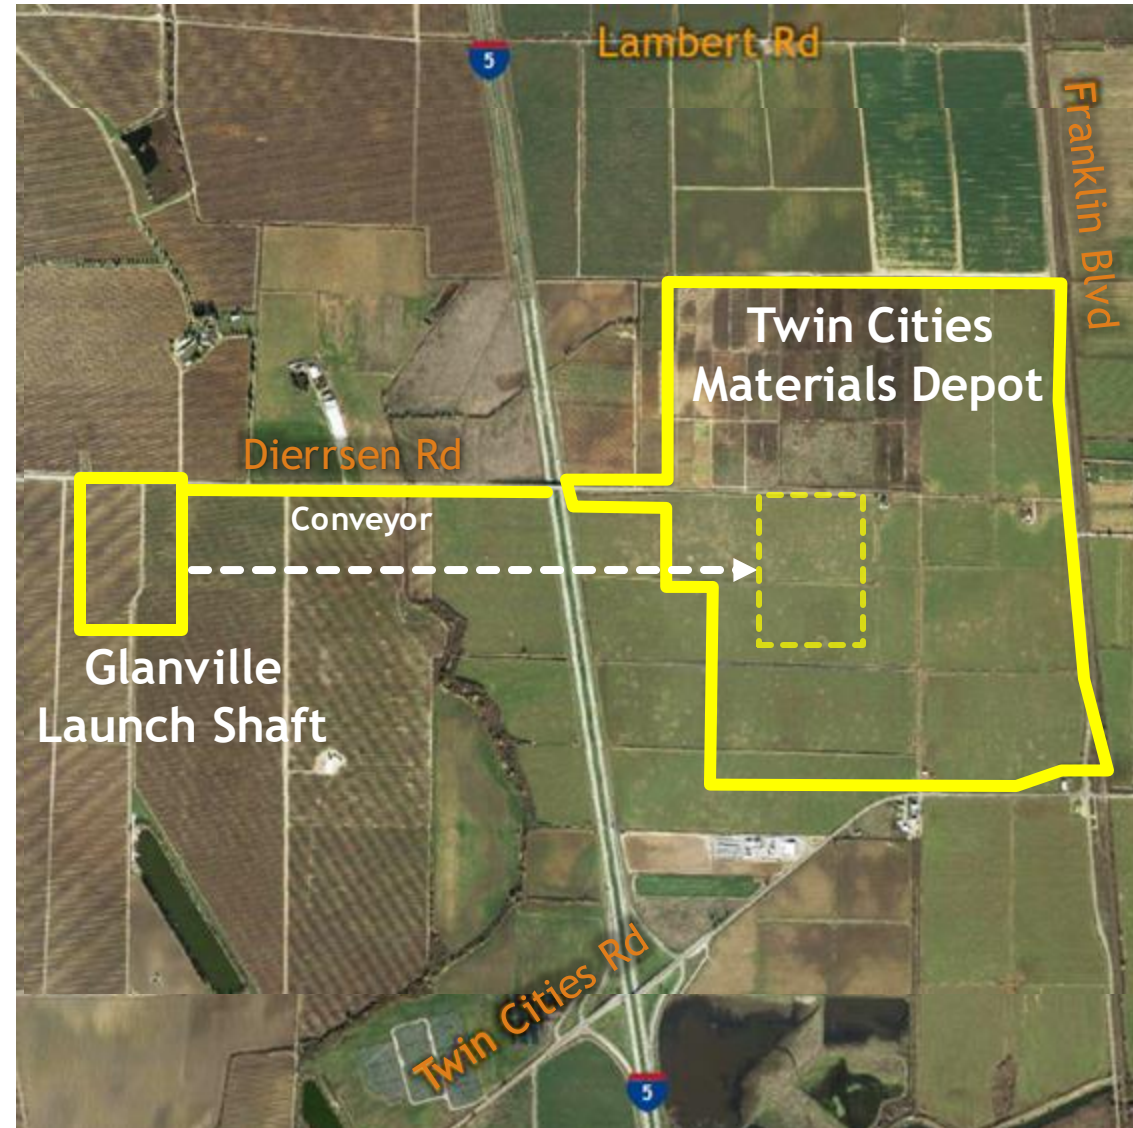 Lambert Rd
5
Franklin Blvd
Twin Cities
Materials Depot
Dierrsen Rd
Conveyor
Glanville
Launch Shaft
Twin Cities Rd
5